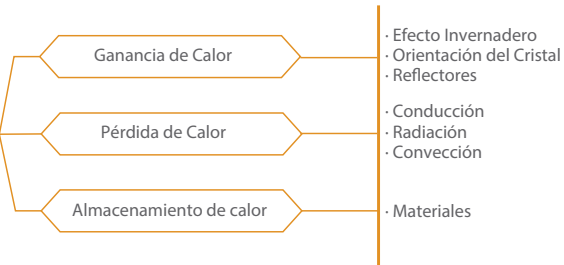 Ganancia de Calor
· Efecto Invernadero
· Orientación del Cristal
· Reflectores
Pérdida de Calor
· Conducción
· Radiación
· Convección
Almacenamiento de calor
· Materiales